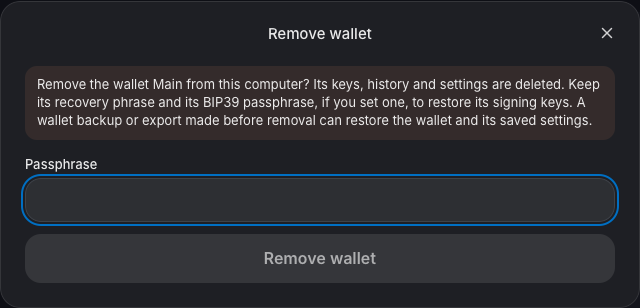 Remove wallet
Remove the wallet Main from this computer? Its keys, history and settings are deleted. Keep
its recovery phrase and its BIP39 passphrase, if you set one, to restore its signing keys. A
wallet backup or export made before removal can restore the wallet and its saved settings.
Passphrase
Remove wallet